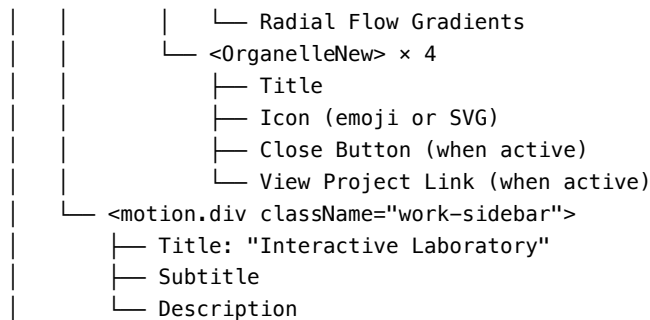 │   │       │   └── Radial Flow Gradients
│   │       └── <OrganelleNew> × 4
│   │           ├── Title
│   │           ├── Icon (emoji or SVG)
│   │           ├── Close Button (when active)
│   │           └── View Project Link (when active)
│   └── <motion.div className="work-sidebar">
│       ├── Title: "Interactive Laboratory"
│       ├── Subtitle
│       └── Description